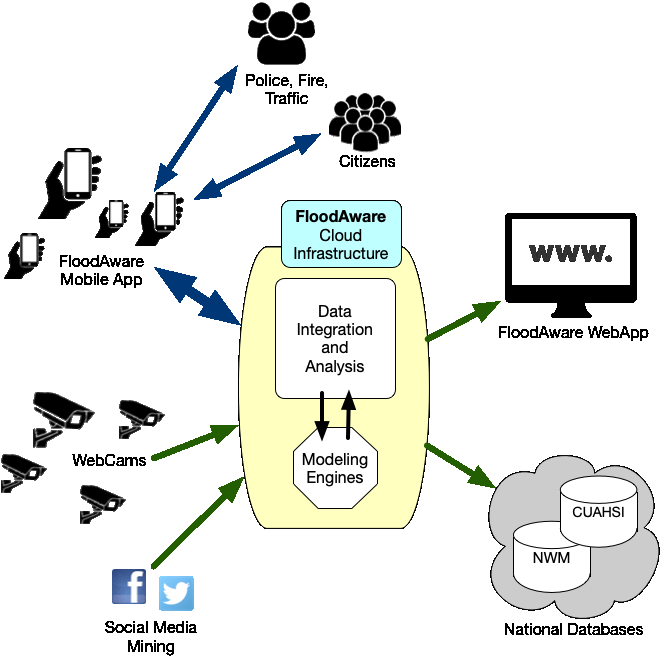 Police, Fire,
Traffic
Citizens
FloodAware
Mobile App
FloodAware
Cloud
Infrastructure
www.
FloodAware WebApp
Data
Integration
and
Analysis
Modeling
Engines
WebCams
CUAHSI
NWM
National Databases
f
Social Media
Mining